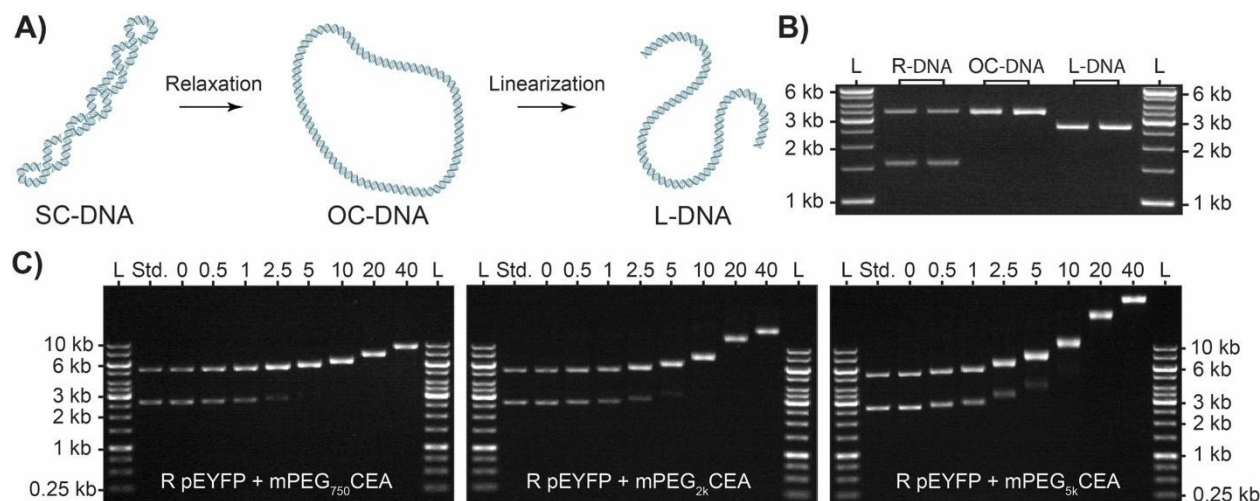 A)
Relaxation
Linearization
SC-DNA
OC-DNA
L-DNA
B)
L R-DNA OC-DNA L-DNA L
6 kb
3 kb
2 kb
1 kb
6 kb
3 kb
2 kb
1 kb
C)
L Std. 0 0.5 1 2.5 5 10 20 40 L
10 kb
6 kb
3 kb
2 kb
1 kb
0.25 kb
R pEYFP + mPEG750CEA
L Std. 0 0.5 1 2.5 5 10 20 40 L
R pEYFP + mPEG2kCEA
L Std. 0 0.5 1 2.5 5 10 20 40 L
R pEYFP + mPEG5kCEA
10 kb
6 kb
3 kb
2 kb
1 kb
0.25 kb